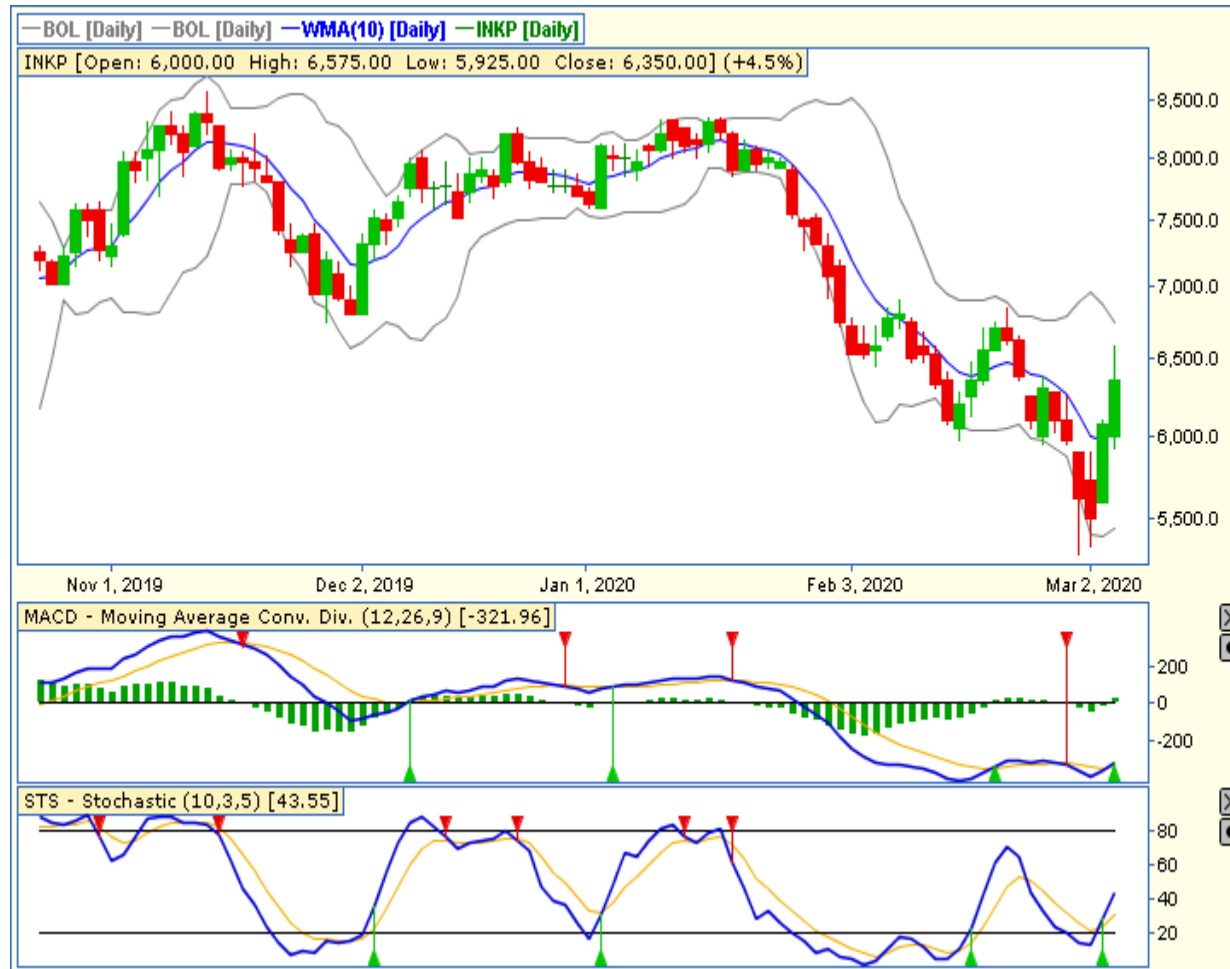 BOL [Daily] BOL [Daily] WMA(10) [Daily] INKP [Daily]
INKP [Open: 6,000.00 High: 6,575.00 Low: 5,925.00 Close: 6,350.00] (+4.5%)
8,500.0
8,000.0
7,500.0
7,000.0
6,500.0
6,000.0
5,500.0
Nov 1, 2019 Dec 2, 2019 Jan 1, 2020 Feb 3, 2020 Mar 2, 2020
MACD - Moving Average Conv. Div. (12,26,9) [-321.96]
200
0
-200
STS - Stochastic (10,3,5) [43.55]
80
60
40
20